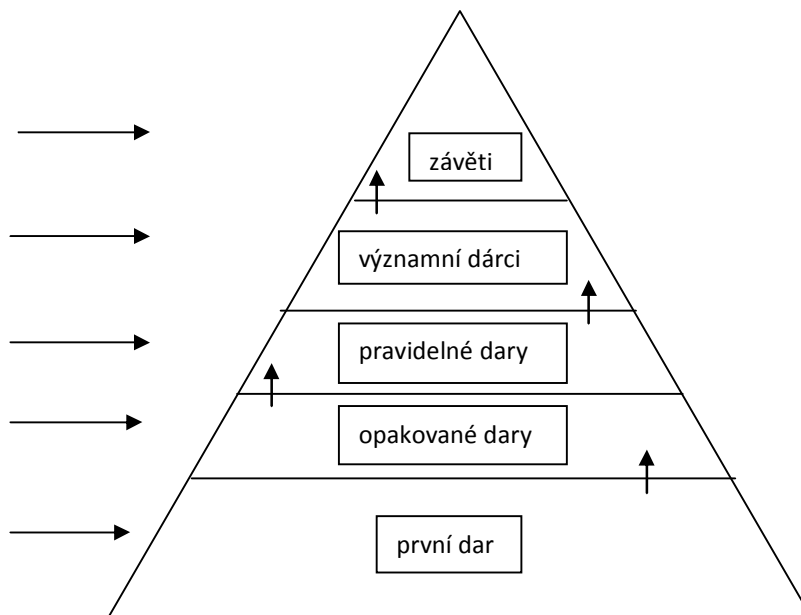 závěti
významní dárci
pravidelné dary
opakované dary
první dar